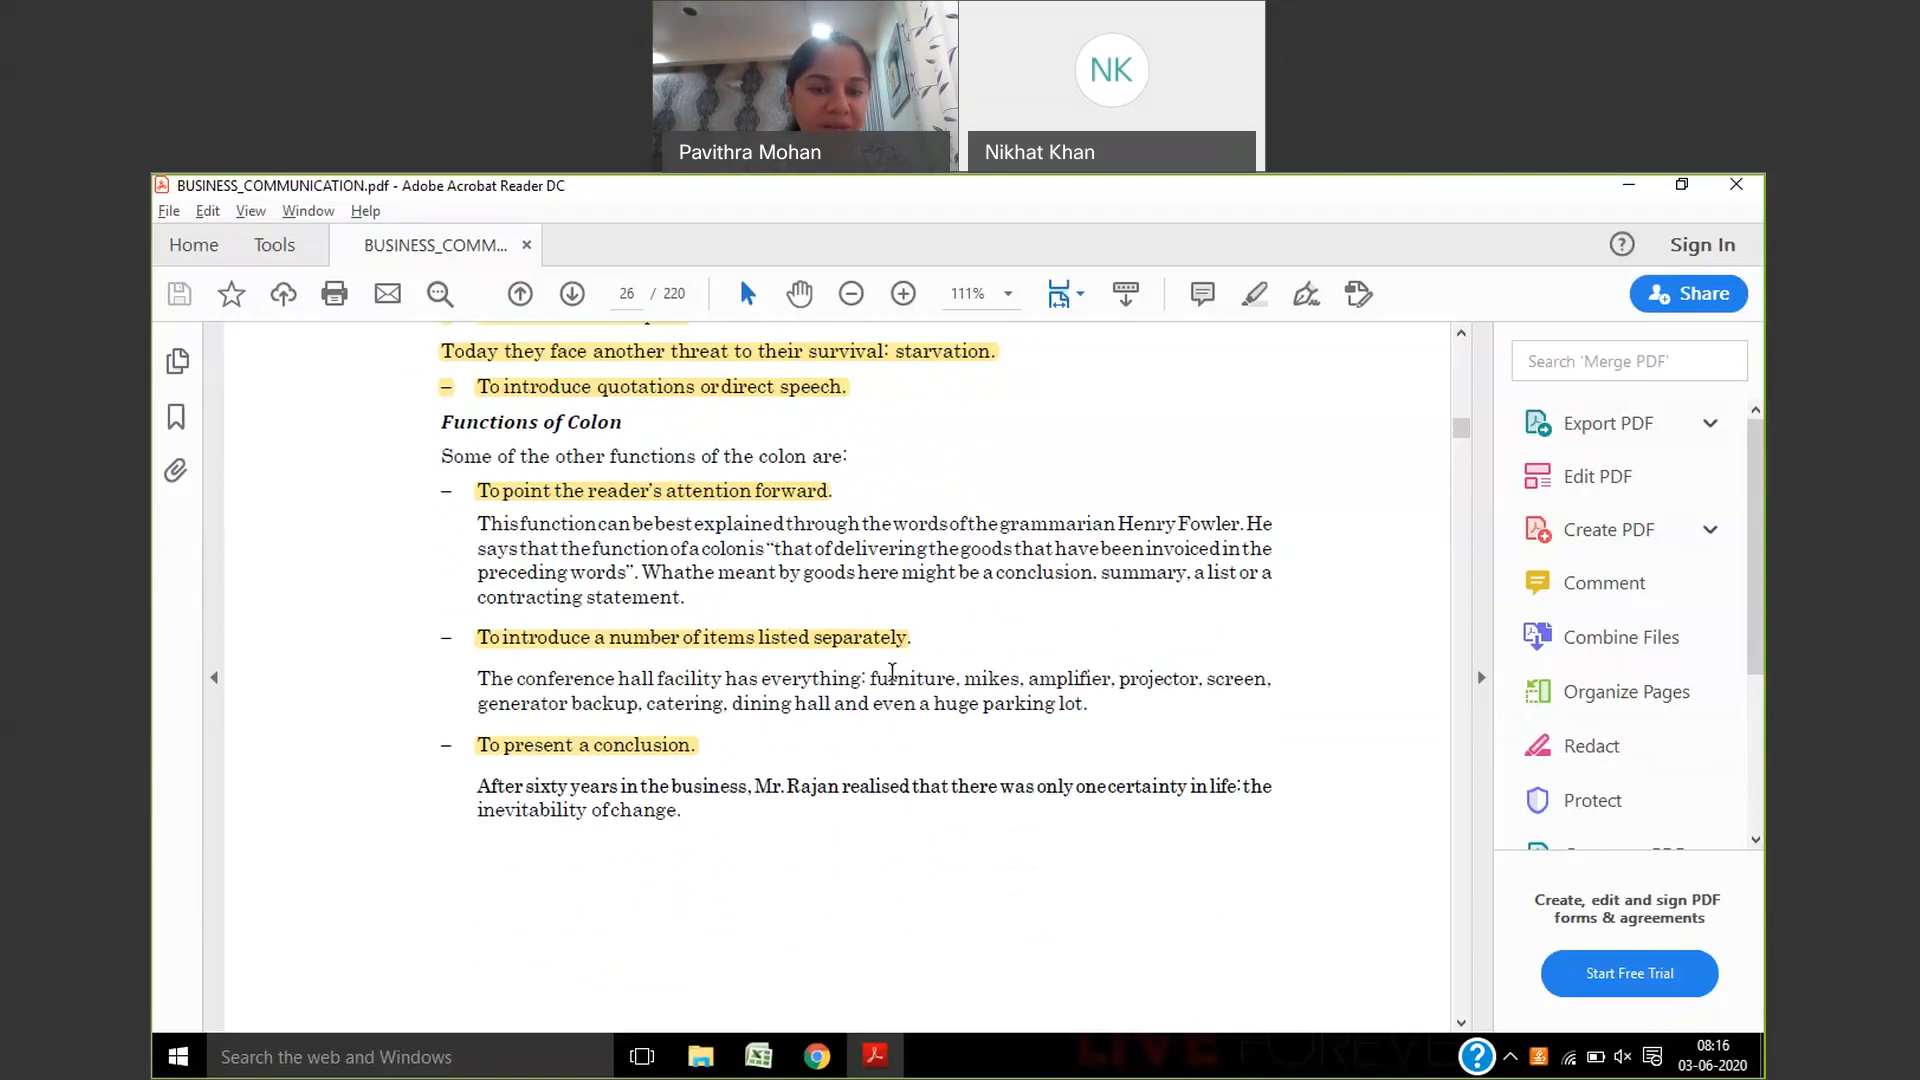 NK
Pavithra Mohan
Nikhat Khan
BUSINESS_COMMUNICATION.pdf - Adobe Acrobat Reader DC
File Edit View Window Help
Home Tools BUSINESS_COMM... × Sign In
26 / 220 111% Share
Today they face another threat to their survival: starvation.
– To introduce quotations or direct speech.
Functions of Colon
Some of the other functions of the colon are:
– To point the reader's attention forward.
This function can be best explained through the words of the grammarian Henry Fowler. He
says that the function of a colon is “that of delivering the goods that have been invoiced in the
preceding words”. What he meant by goods here might be a conclusion, summary, a list or a
contracting statement.
– To introduce a number of items listed separately.
The conference hall facility has everything: furniture, mikes, amplifier, projector, screen,
generator backup, catering, dining hall and even a huge parking lot.
– To present a conclusion.
After sixty years in the business, Mr. Rajan realised that there was only one certainty in life: the
inevitability of change.
Search 'Merge PDF'
Export PDF
Edit PDF
Create PDF
Comment
Combine Files
Organize Pages
Redact
Protect
Create, edit and sign PDF
forms & agreements
Start Free Trial
Search the web and Windows
LIVE FOREVE
08:16
03-06-2020